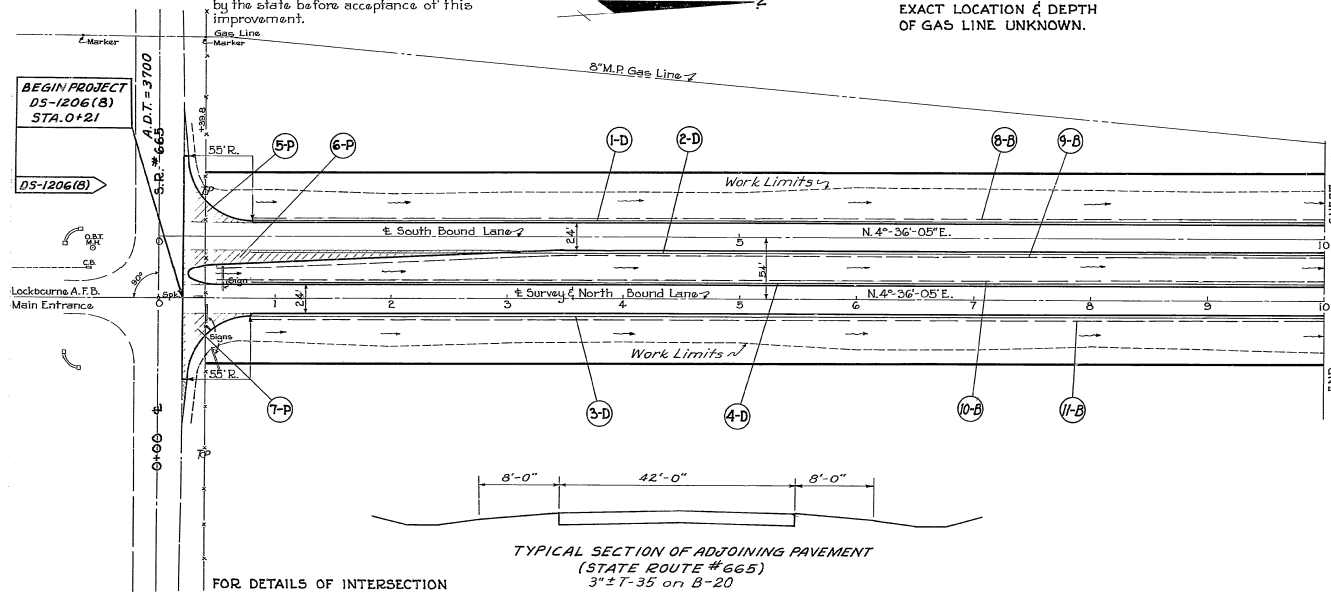 by the state before acceptance of this
improvement.
EXACT LOCATION & DEPTH
OF GAS LINE UNKNOWN.
Gas Line
Marker
Marker
8" M.P. Gas Line
BEGIN PROJECT
DS-1206(8)
STA. 0+21
DS-1206(8)
A.D.T. = 3700
S.R. #665
+39.8
55' R.
5-P
6-P
1-D
2-D
8-B
9-B
Work Limits
℄ South Bound Lane
24'
5
N. 4°-36'-05" E.
10
O.B.T.
M.H.
C.B.
0
90°
Sign
54'
Lockbourne A.F.B.
Main Entrance
Spk
℄ Survey & North Bound Lane
N. 4°-36'-05' E.
0
1
2
3
4
5
6
7
8
9
10
24'
Signs
Work Limits
55' R.
7-P
3-D
4-D
10-B
11-B
0+00 ℄
8'-0"
42'-0"
8'-0"
TYPICAL SECTION OF ADJOINING PAVEMENT
(STATE ROUTE #665)
3" ± T-35 on B-20
FOR DETAILS OF INTERSECTION